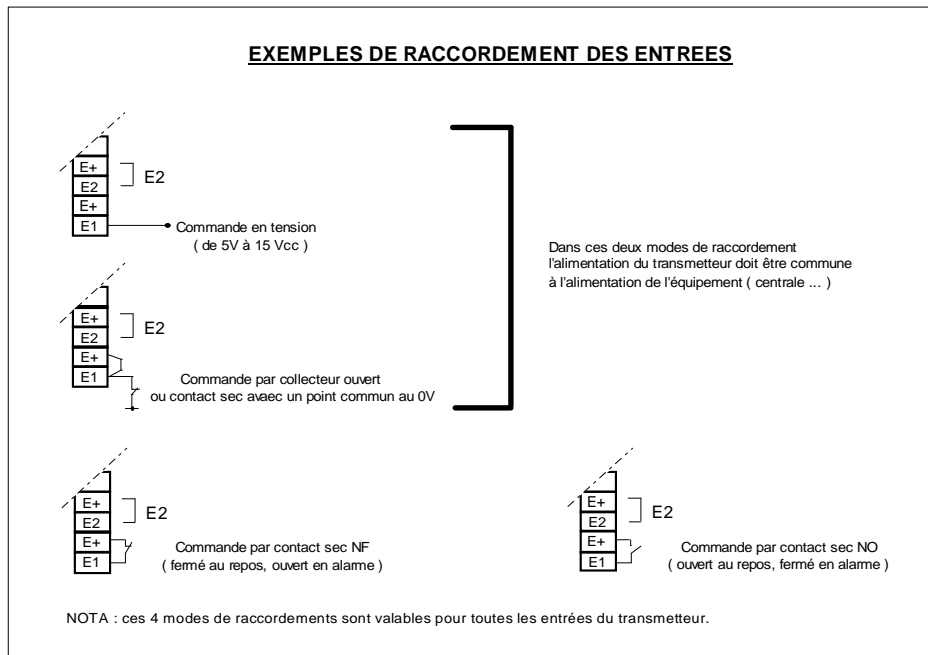 EXEMPLES DE RACCORDEMENT DES ENTREES
E+
E2
E2
E+
E1
Commande en tension
( de 5V à 15 Vcc )
Dans ces deux modes de raccordement
l'alimentation du transmetteur doit être commune
à l'alimentation de l'équipement ( centrale ... )
E+
E2
E2
E+
E1
Commande par collecteur ouvert
ou contact sec avaec un point commun au 0V
E+
E2
E2
E+
E1
Commande par contact sec NF
( fermé au repos, ouvert en alarme )
E+
E2
E2
E+
E1
Commande par contact sec NO
( ouvert au repos, fermé en alarme )
NOTA : ces 4 modes de raccordements sont valables pour toutes les entrées du transmetteur.